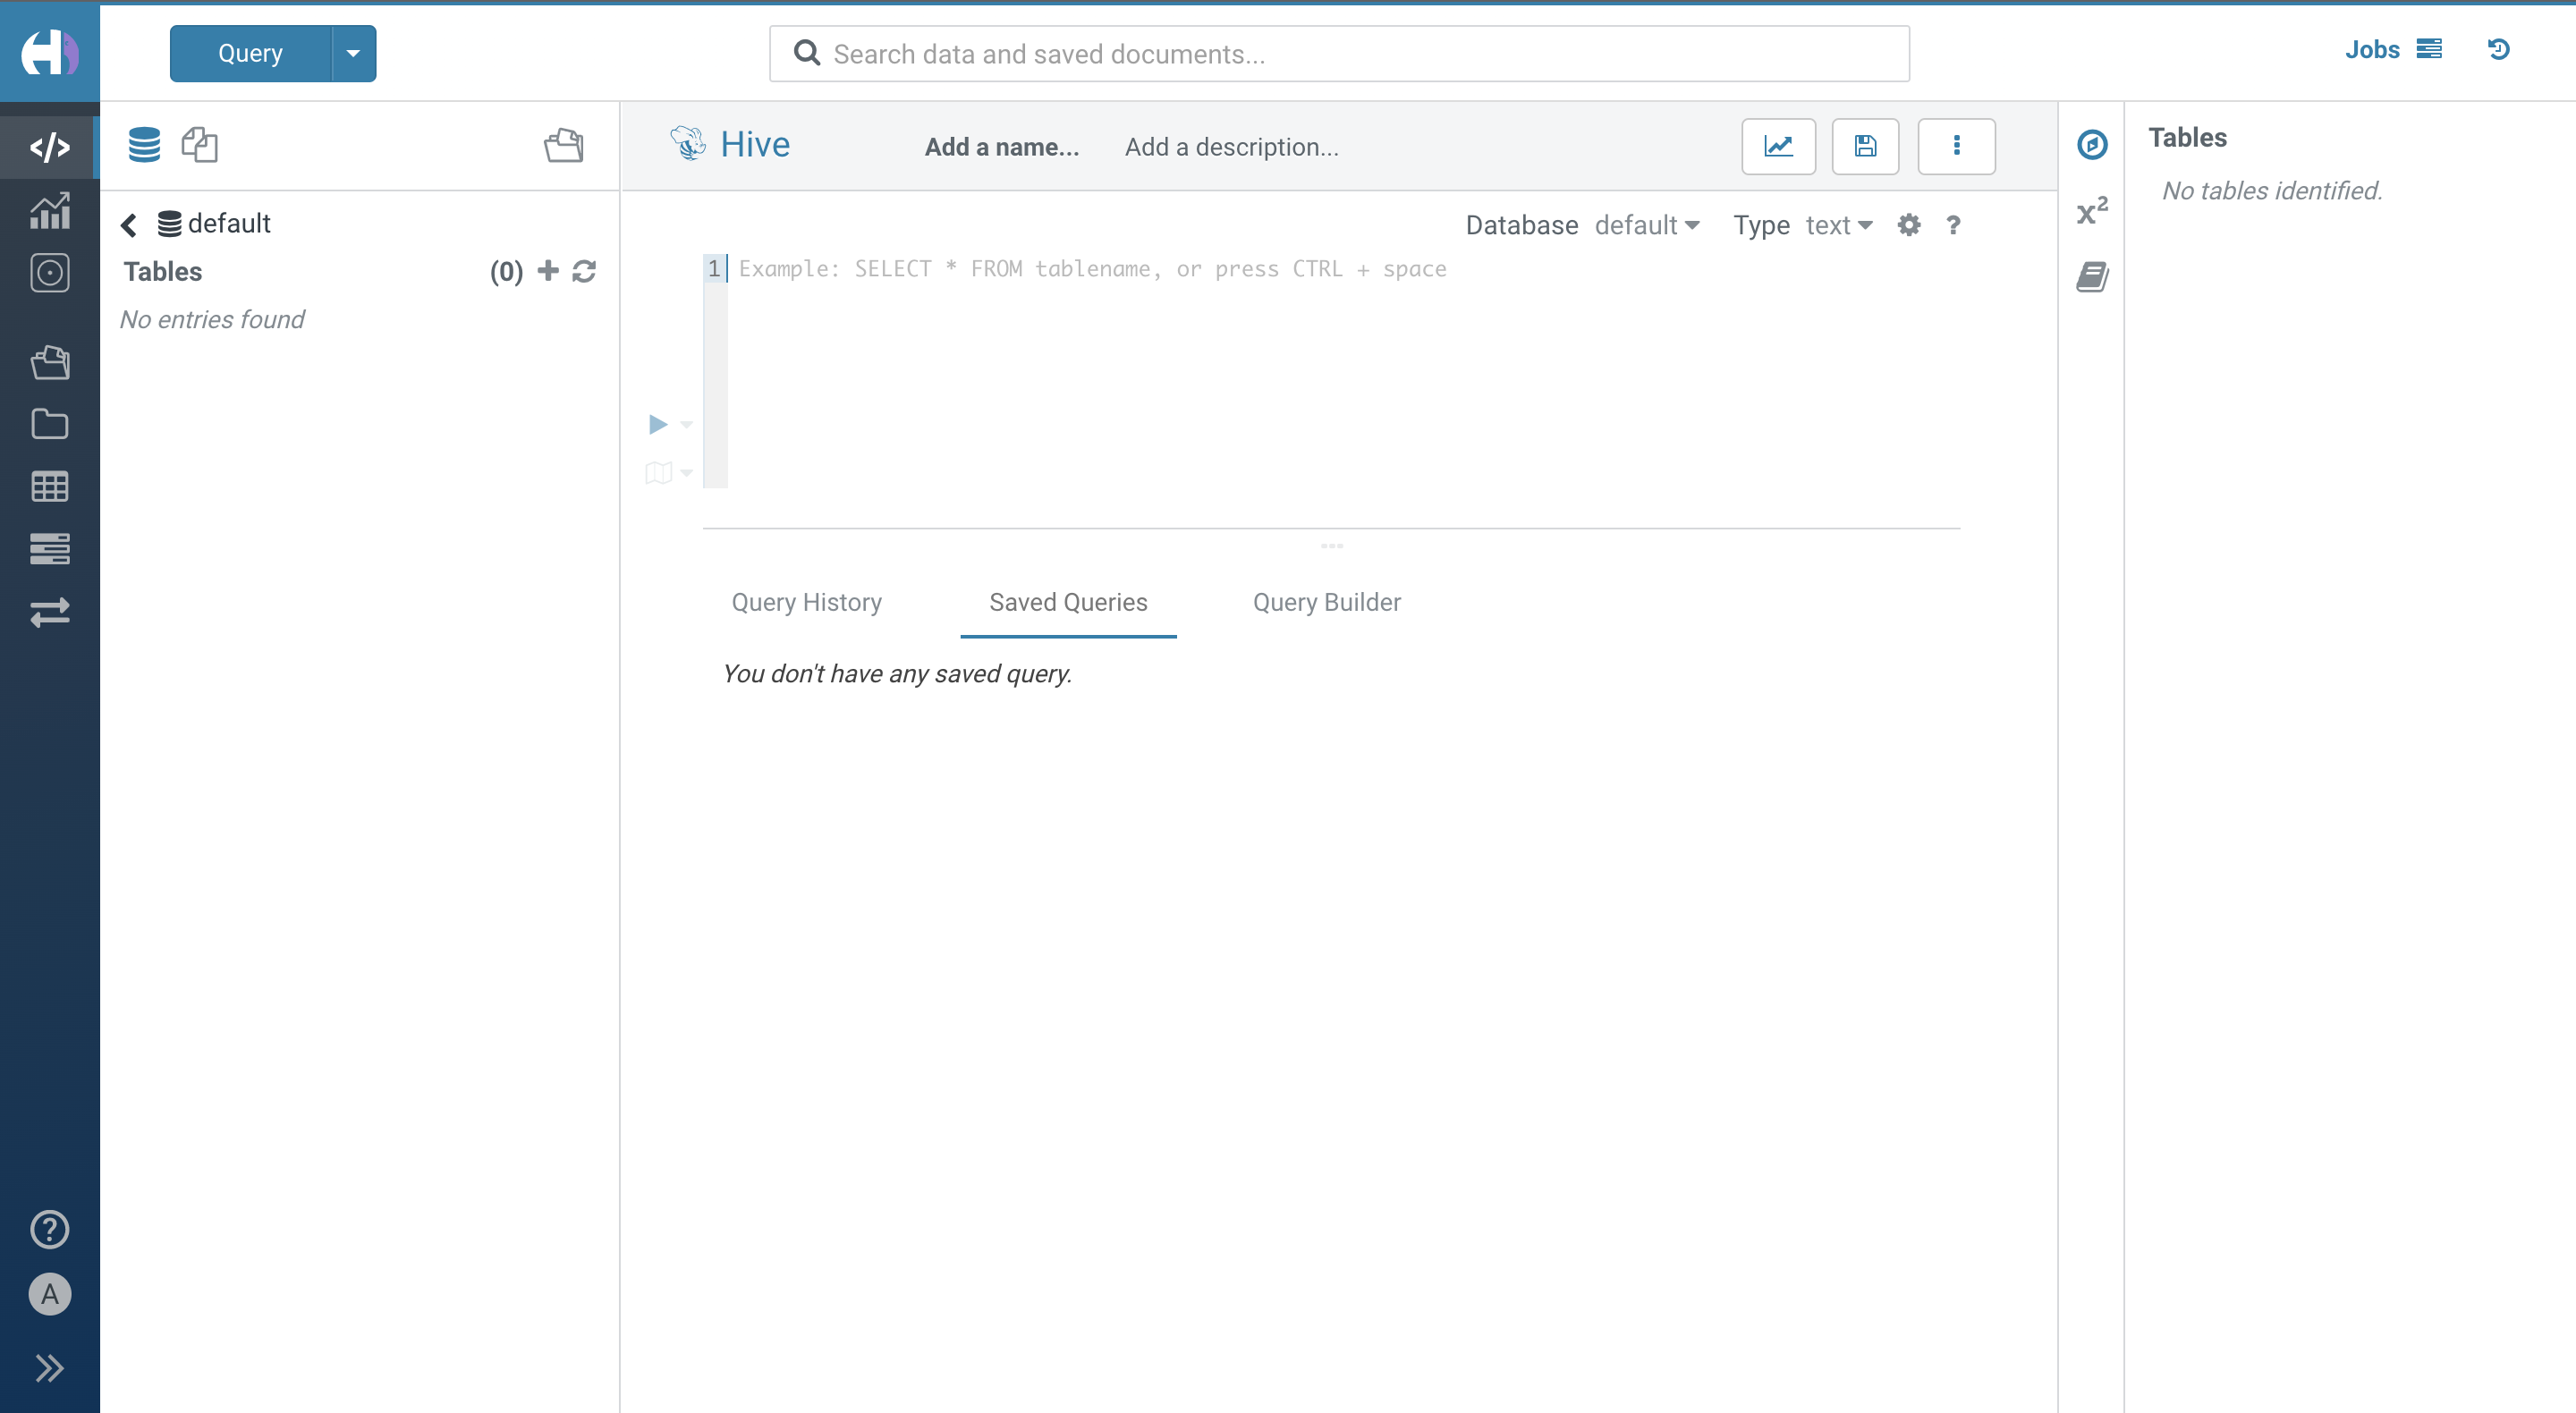 Query
Search data and saved documents...
Jobs
Hive
Add a name...
Add a description...
Tables
No tables identified.
x2
default
Database default
Type text
?
Tables (0)
1 Example: SELECT * FROM tablename, or press CTRL + space
No entries found
Query History
Saved Queries
Query Builder
You don't have any saved query.
?
A